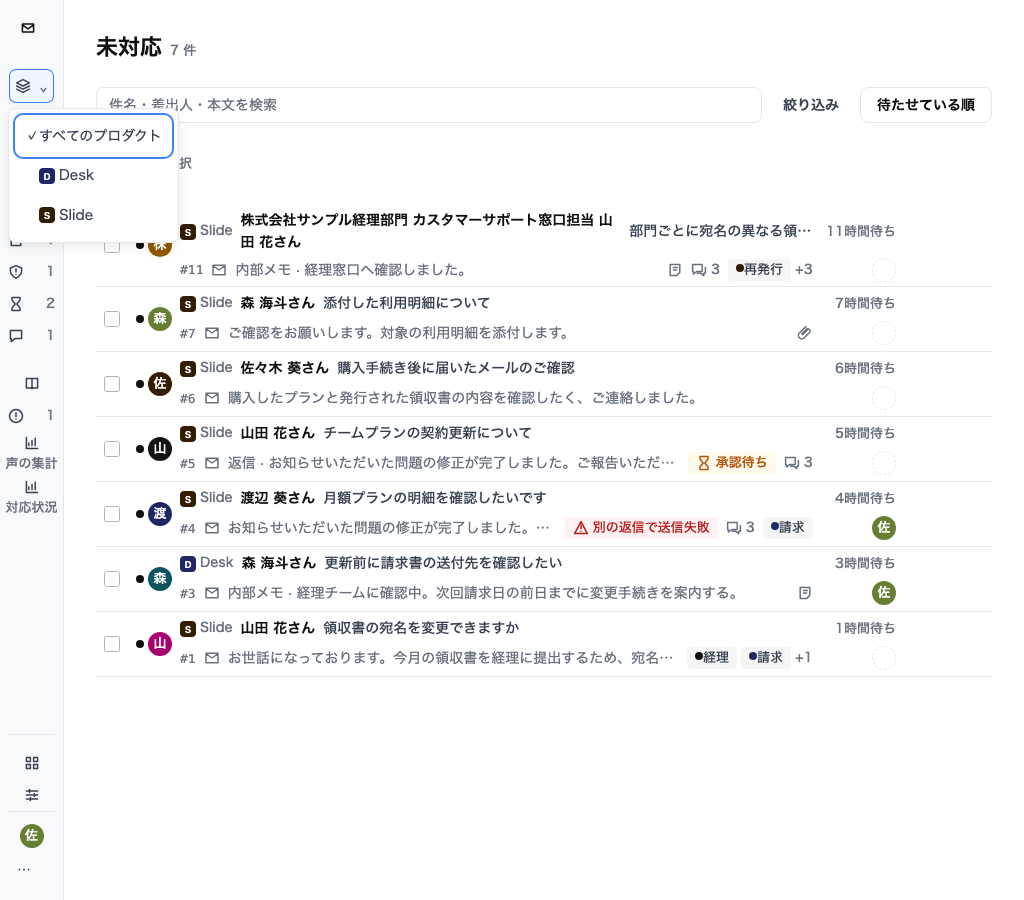 未対応 7 件
件名・差出人・本文を検索
絞り込み
待たせている順
✓すべてのプロダクト
D Desk
S Slide
択
1
2
1
1
声の集計
対応状況
佐
…
株
S Slide 株式会社サンプル経理部門 カスタマーサポート窓口担当 山田 花さん 部門ごとに宛名の異なる領… 11時間待ち
#11 内部メモ · 経理窓口へ確認しました。 3 再発行 +3
森
S Slide 森 海斗さん 添付した利用明細について 7時間待ち
#7 ご確認をお願いします。対象の利用明細を添付します。
佐
S Slide 佐々木 葵さん 購入手続き後に届いたメールのご確認 6時間待ち
#6 購入したプランと発行された領収書の内容を確認したく、ご連絡しました。
山
S Slide 山田 花さん チームプランの契約更新について 5時間待ち
#5 返信 · お知らせいただいた問題の修正が完了しました。ご報告いただ… 承認待ち 3
渡
S Slide 渡辺 葵さん 月額プランの明細を確認したいです 4時間待ち
#4 お知らせいただいた問題の修正が完了しました。… 別の返信で送信失敗 3 請求 佐
森
D Desk 森 海斗さん 更新前に請求書の送付先を確認したい 3時間待ち
#3 内部メモ · 経理チームに確認中。次回請求日の前日までに変更手続きを案内する。 佐
山
S Slide 山田 花さん 領収書の宛名を変更できますか 1時間待ち
#1 お世話になっております。今月の領収書を経理に提出するため、宛名… 経理 請求 +1